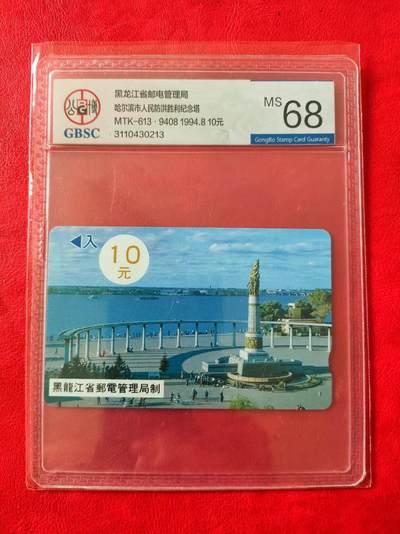 黑龙江省邮电管理局
哈尔滨市人民防洪胜利纪念塔
MTK-613 · 9408 1994.8 10元
3110430213
GBSC
MS 68
GongBo Stamp Card Guaranty
入
10
元
黑龍江省郵電管理局制